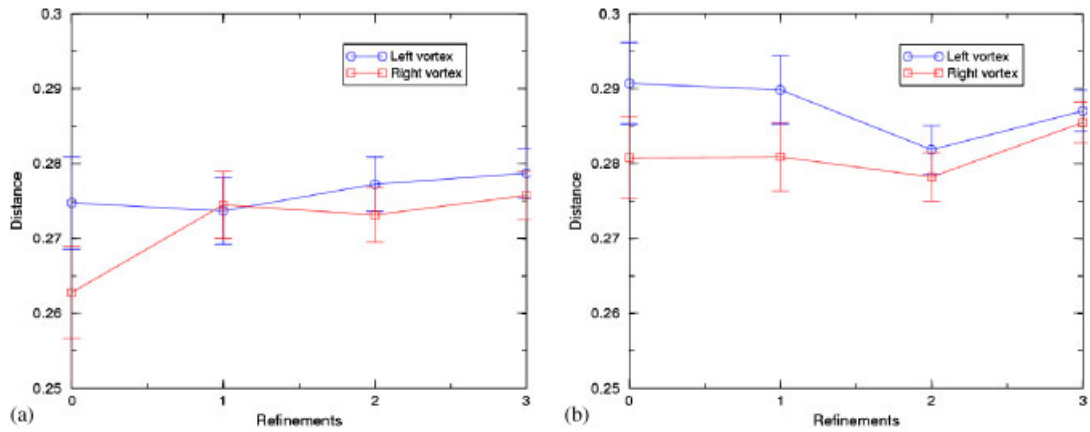 0.3
0.29
0.28
0.27
0.26
0.25
Distance
Left vortex
Right vortex
0 1 2 3
Refinements
(a)
0.3
0.29
0.28
0.27
0.26
0.25
Distance
Left vortex
Right vortex
0 1 2 3
Refinements
(b)